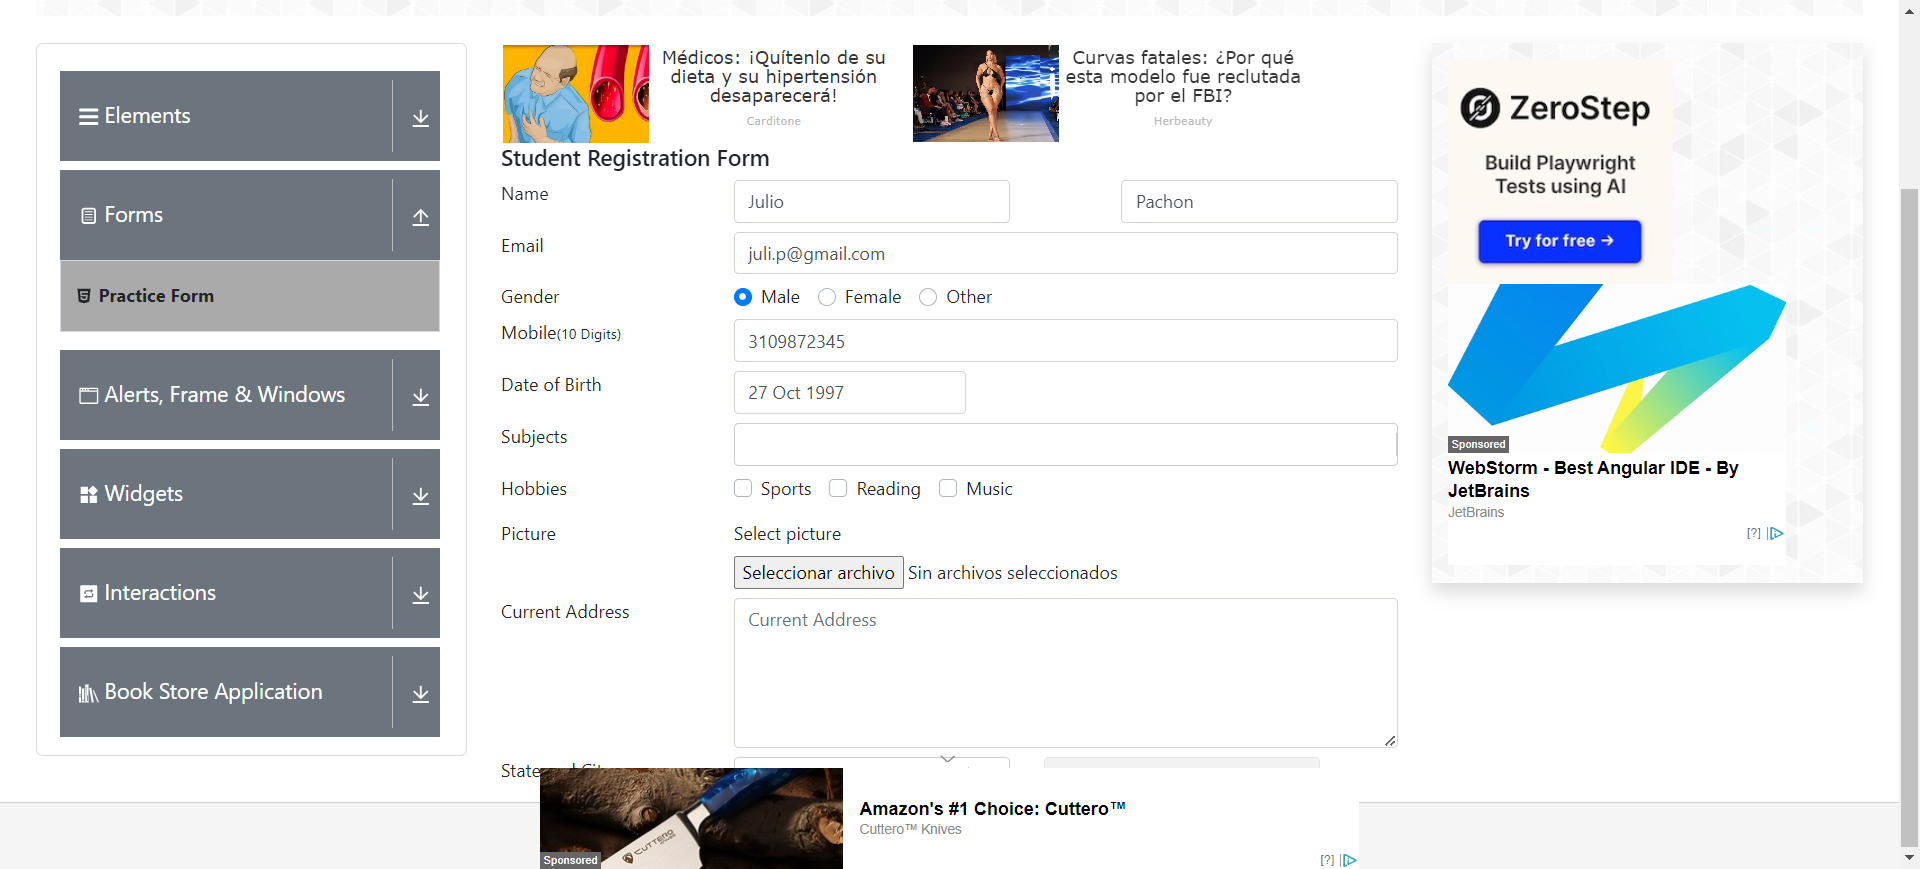 Elements
Forms
Practice Form
Alerts, Frame & Windows
Widgets
Interactions
Book Store Application
Médicos: ¡Quítenlo de su
dieta y su hipertensión
desaparecerá!
Carditone
Curvas fatales: ¿Por qué
esta modelo fue reclutada
por el FBI?
Herbeauty
Student Registration Form
Name
Julio
Pachon
Email
juli.p@gmail.com
Gender
Male
Female
Other
Mobile(10 Digits)
3109872345
Date of Birth
27 Oct 1997
Subjects
Hobbies
Sports
Reading
Music
Picture
Select picture
Seleccionar archivo
Sin archivos seleccionados
Current Address
Current Address
ZeroStep
Build Playwright
Tests using AI
Try for free →
Sponsored
WebStorm - Best Angular IDE - By
JetBrains
JetBrains
[?]
CUTTERO
Sponsored
Amazon's #1 Choice: Cuttero™
Cuttero™ Knives
[?]